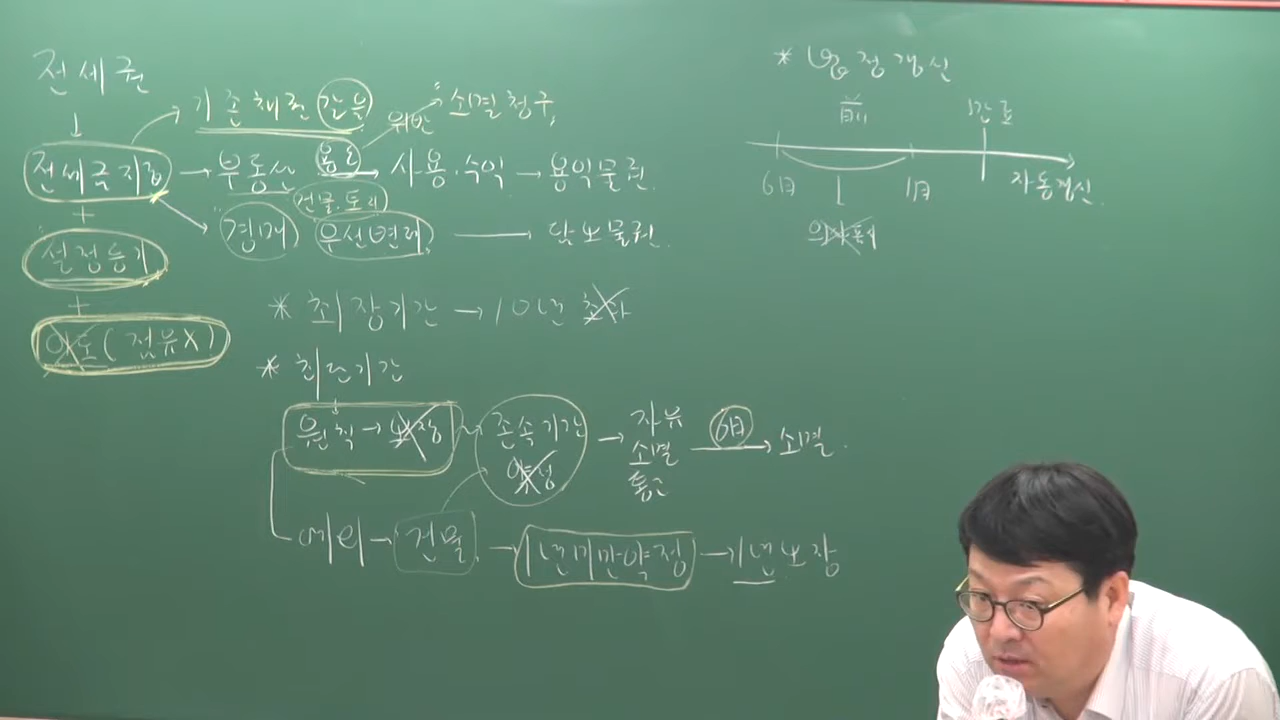 전세권
↓
전세금지급
+
설정등기
+
인도(점유X)
기존채권 갈음
위반 → 소멸청구,
→ 부동산 용도 → 사용·수익 → 용익물권.
건물.토지
경매, 우선변제 → 담보물권.
* 최장기간 → 10년 초과
* 최단기간
원칙 → 보장
존속기간
약정
→ 자유
소멸
통고
6月
소멸.
예외 → 건물 → 1년미만약정 → 1년보장
* 법정갱신
前
만료
6月
1月
자동갱신.